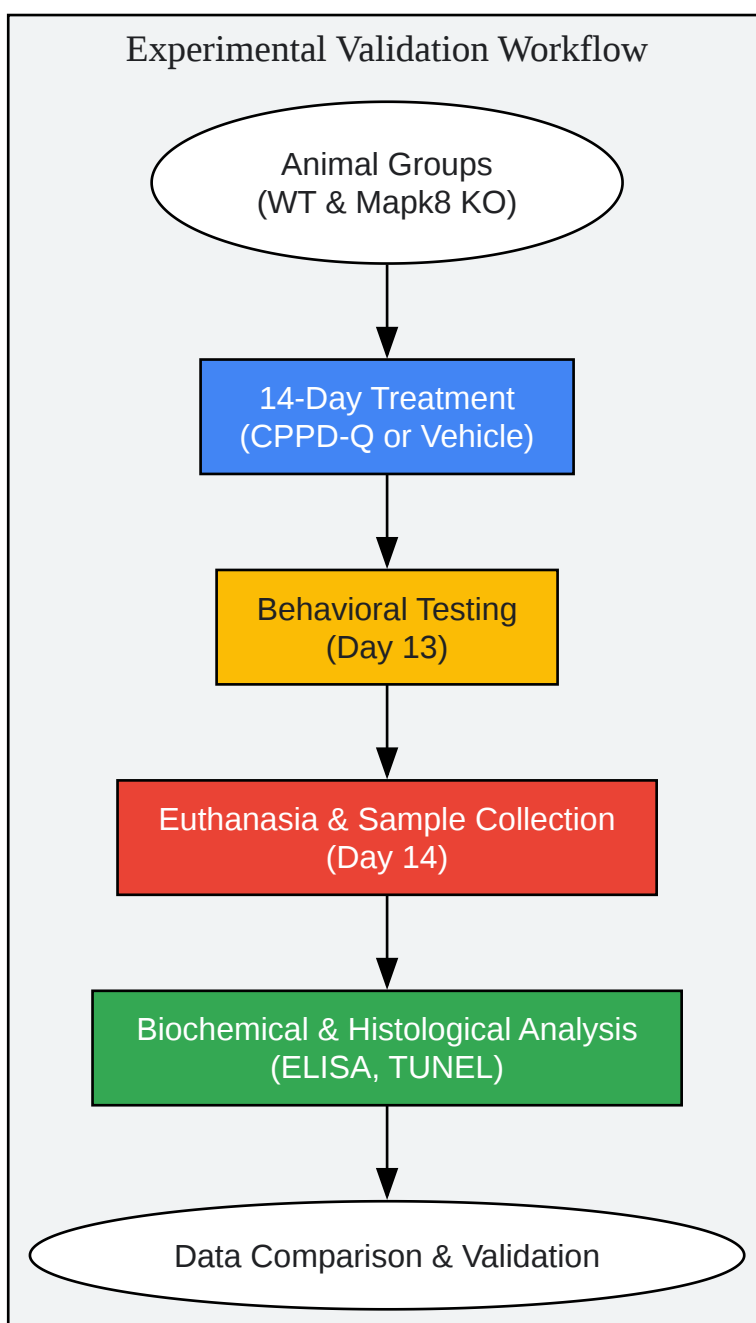 Experimental Validation Workflow
Animal Groups
(WT & Mapk8 KO)
14-Day Treatment
(CPPD-Q or Vehicle)
Behavioral Testing
(Day 13)
Euthanasia & Sample Collection
(Day 14)
Biochemical & Histological Analysis
(ELISA, TUNEL)
Data Comparison & Validation